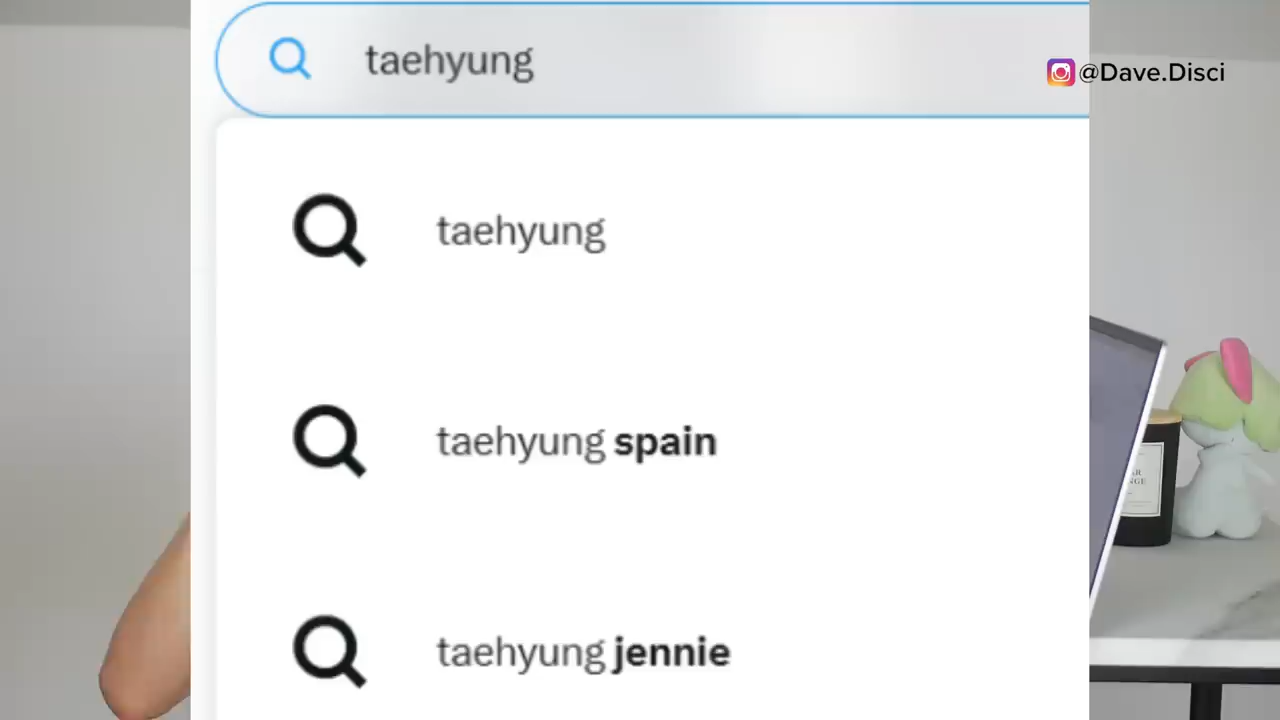 taehyung
@Dave.Disci
taehyung
taehyung spain
taehyung jennie